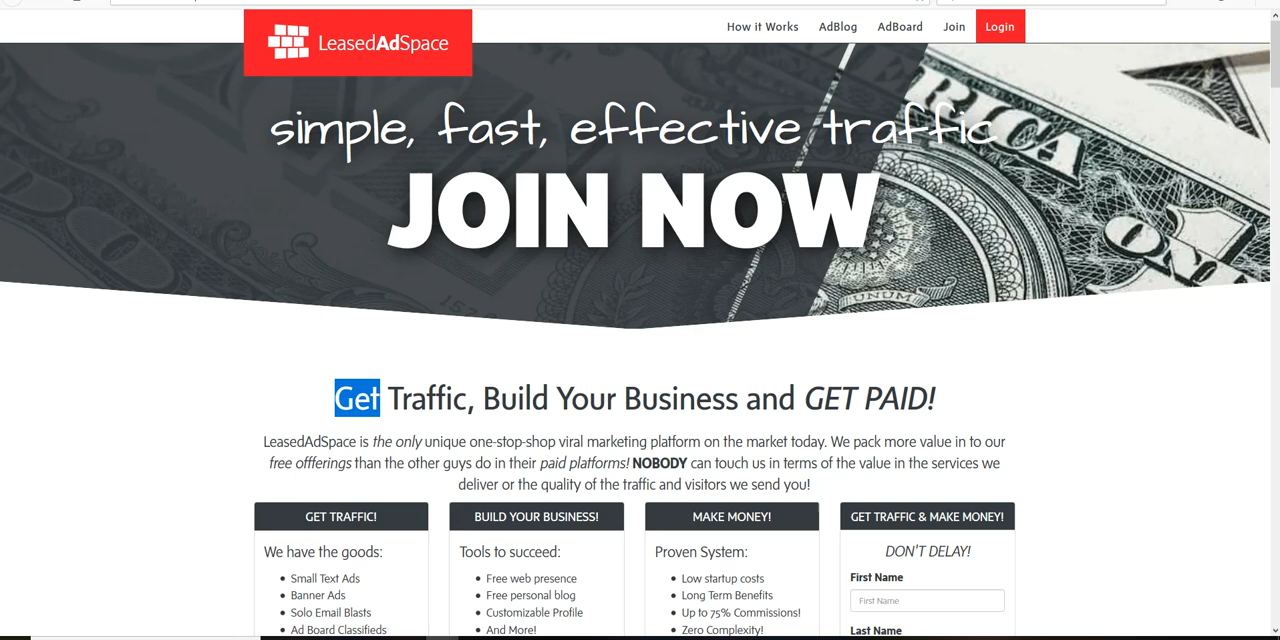 LeasedAdSpace
How it Works AdBlog AdBoard Join Login
simple, fast, effective traffic
JOIN NOW
Get Traffic, Build Your Business and GET PAID!
LeasedAdSpace is the only unique one-stop-shop viral marketing platform on the market today. We pack more value in to our
free offferings than the other guys do in their paid platforms! NOBODY can touch us in terms of the value in the services we
deliver or the quality of the traffic and visitors we send you!
GET TRAFFIC!
We have the goods:
Small Text Ads
Banner Ads
Solo Email Blasts
Ad Board Classifieds
BUILD YOUR BUSINESS!
Tools to succeed:
Free web presence
Free personal blog
Customizable Profile
And More!
MAKE MONEY!
Proven System:
Low startup costs
Long Term Benefits
Up to 75% Commissions!
Zero Complexity!
GET TRAFFIC & MAKE MONEY!
DON'T DELAY!
First Name
First Name
Last Name